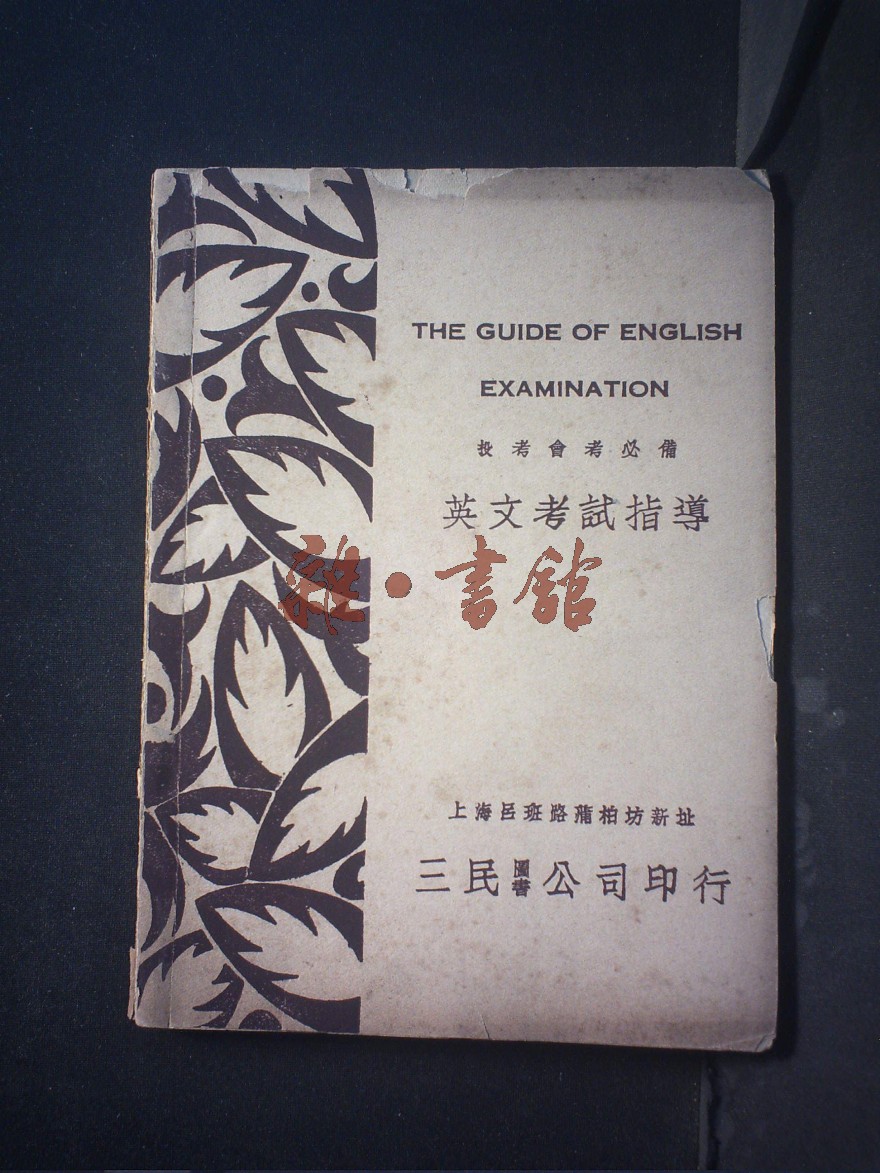 THE GUIDE OF ENGLISH
EXAMINATION
投考會考必備
英文考試指導
雜·書館
上海呂班路蒲柏坊新址
三民圖書公司印行